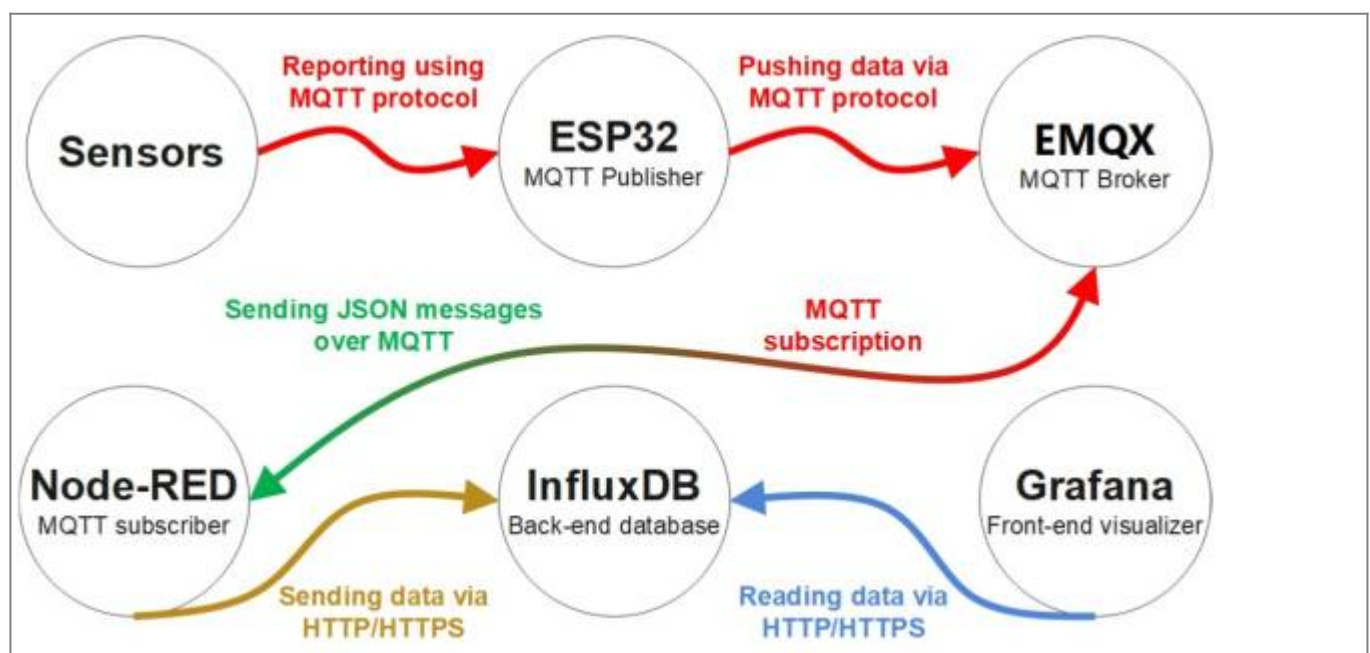 Reporting using
MQTT protocol
Pushing data via
MQTT protocol
Sensors
ESP32
MQTT Publisher
EMQX
MQTT Broker
Sending JSON messages
over MQTT
MQTT
subscription
Node-RED
MQTT subscriber
InfluxDB
Back-end database
Grafana
Front-end visualizer
Sending data via
HTTP/HTTPS
Reading data via
HTTP/HTTPS